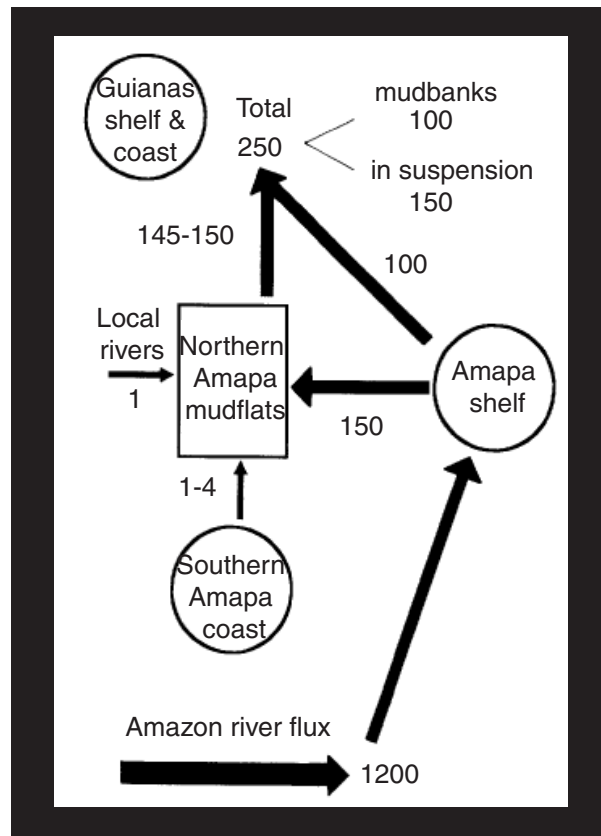 Guianas
shelf &
coast
Total
250
mudbanks
100
in suspension
150
145-150
100
Local
rivers
1
Northern
Amapa
mudflats
150
Amapa
shelf
1-4
Southern
Amapa
coast
Amazon river flux
1200